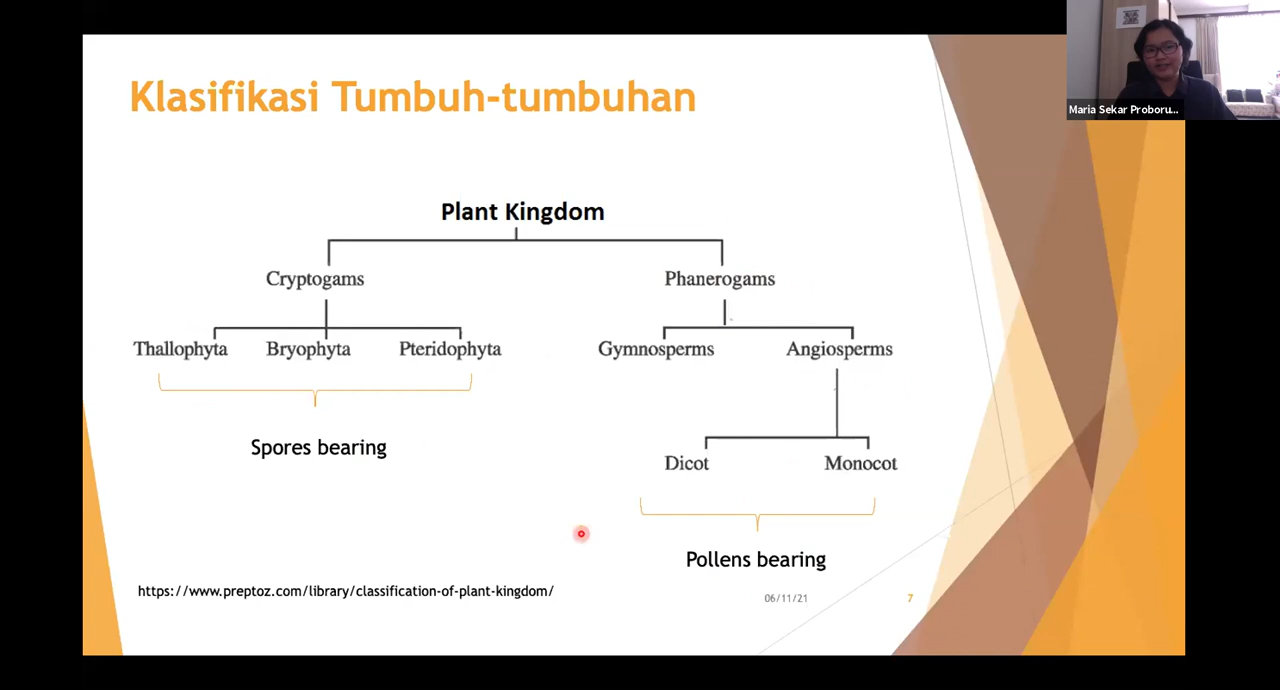 Klasifikasi Tumbuh-tumbuhan
Maria Sekar Proboru...
Plant Kingdom
Cryptogams
Phanerogams
Thallophyta
Bryophyta
Pteridophyta
Gymnosperms
Angiosperms
Spores bearing
Dicot
Monocot
Pollens bearing
https://www.preptoz.com/library/classification-of-plant-kingdom/
06/11/21
7